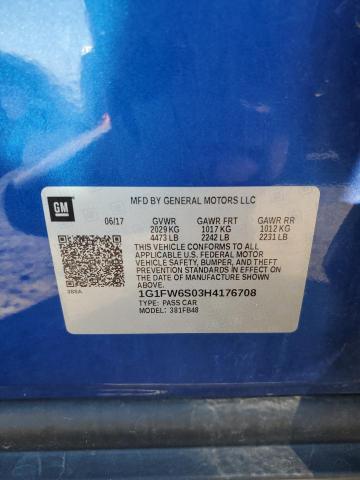 GM
MFD BY GENERAL MOTORS LLC
06/17 GVWR GAWR FRT GAWR RR
2029 KG 1017 KG 1012 KG
4473 LB 2242 LB 2231 LB
THIS VEHICLE CONFORMS TO ALL APPLICABLE
U.S. FEDERAL MOTOR
VEHICLE SAFETY, BUMPER, AND THEFT
PREVENTION STANDARDS IN EFFECT ON THE
DATE OF MANUFACTURE SHOWN
ABOVE.
1G1FW6S03H4176708
TYPE: PASS CAR
MODEL: 381FB48